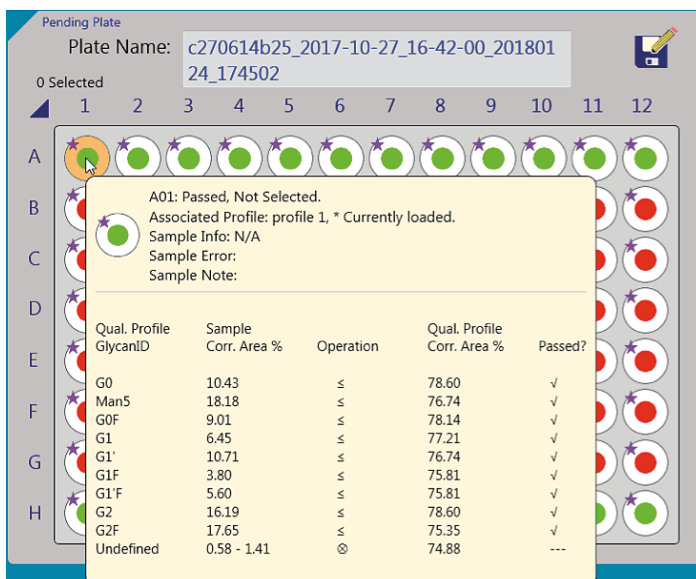 Pending Plate
Plate Name: c270614b25_2017-10-27_16-42-00_201801
24_174502
0 Selected
1 2 3 4 5 6 7 8 9 10 11 12
A
A01: Passed, Not Selected.
B
Associated Profile: profile 1, * Currently loaded.
Sample Info: N/A
C
Sample Error:
Sample Note:
D
Qual. Profile Sample Qual. Profile
GlycanID Corr. Area % Operation Corr. Area % Passed?
E
G0 10.43 ≤ 78.60 √
Man5 18.18 ≤ 76.74 √
F
G0F 9.01 ≤ 78.14 √
G1 6.45 ≤ 77.21 √
G1' 10.71 ≤ 76.74 √
G
G1F 3.80 ≤ 75.81 √
G1'F 5.60 ≤ 75.81 √
G2 16.19 ≤ 78.60 √
H
G2F 17.65 ≤ 75.35 √
Undefined 0.58 - 1.41 ⊗ 74.88 ---